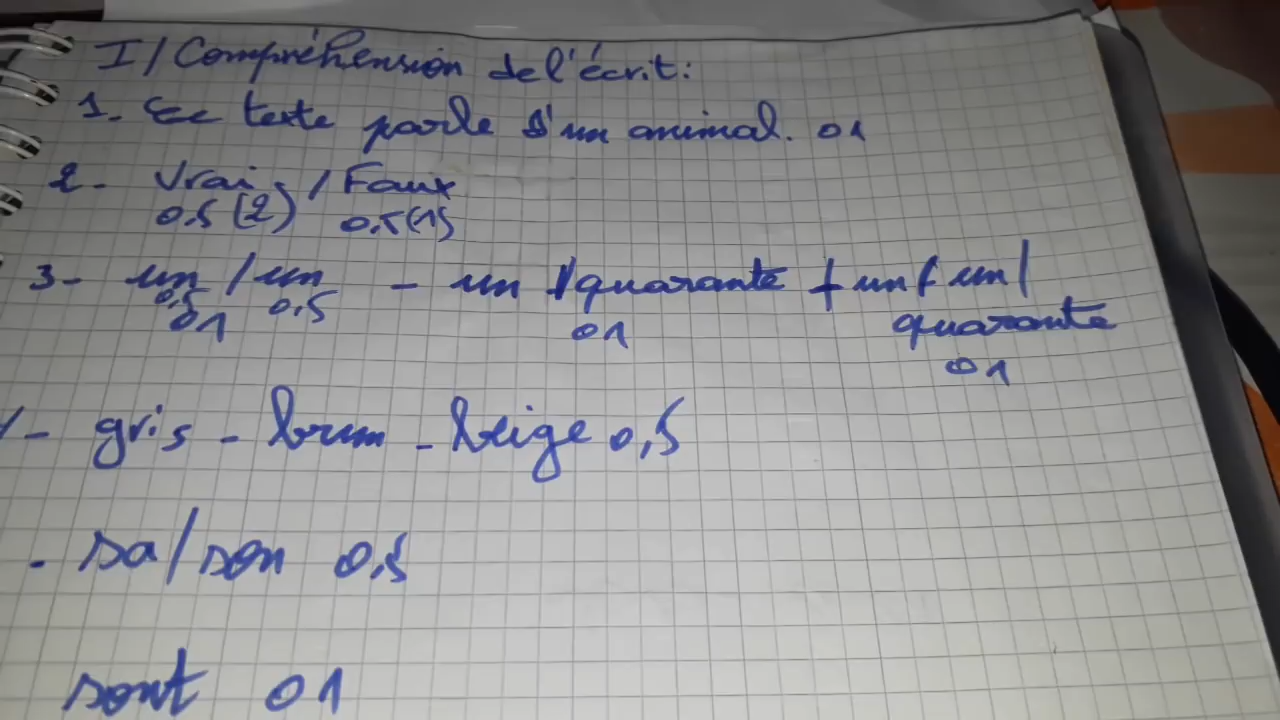 I/ Compréhension de l'écrit:
1. Ce texte parle d'un animal. 01
2- Vrai / Faux
0.5 (2) 0.5 (1)
3- un / un - un / quarante + un / un /
0.5 0.5 quarante
01 01 01
- gris - brun - beige 0,5
. sa/son 0.5
sont 01